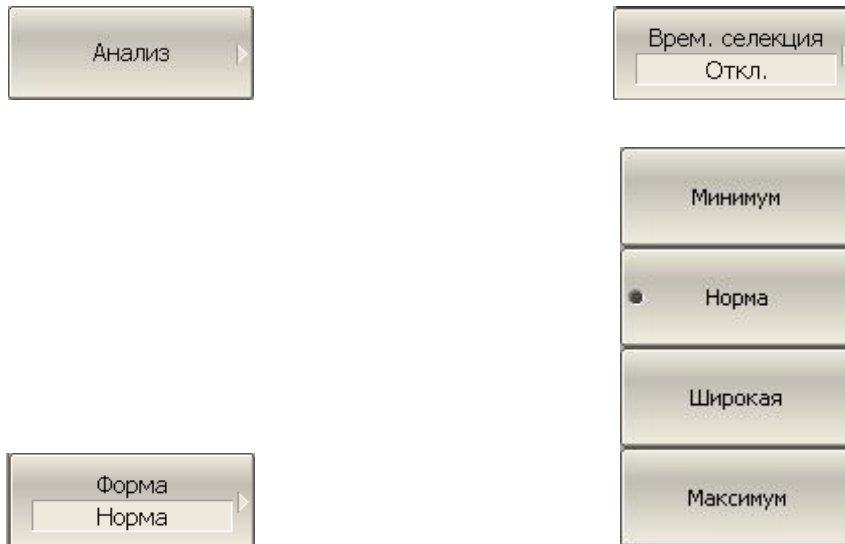 Анализ
Врем. селекция
Откл.
Минимум
Норма
Широкая
Максимум
Форма
Норма